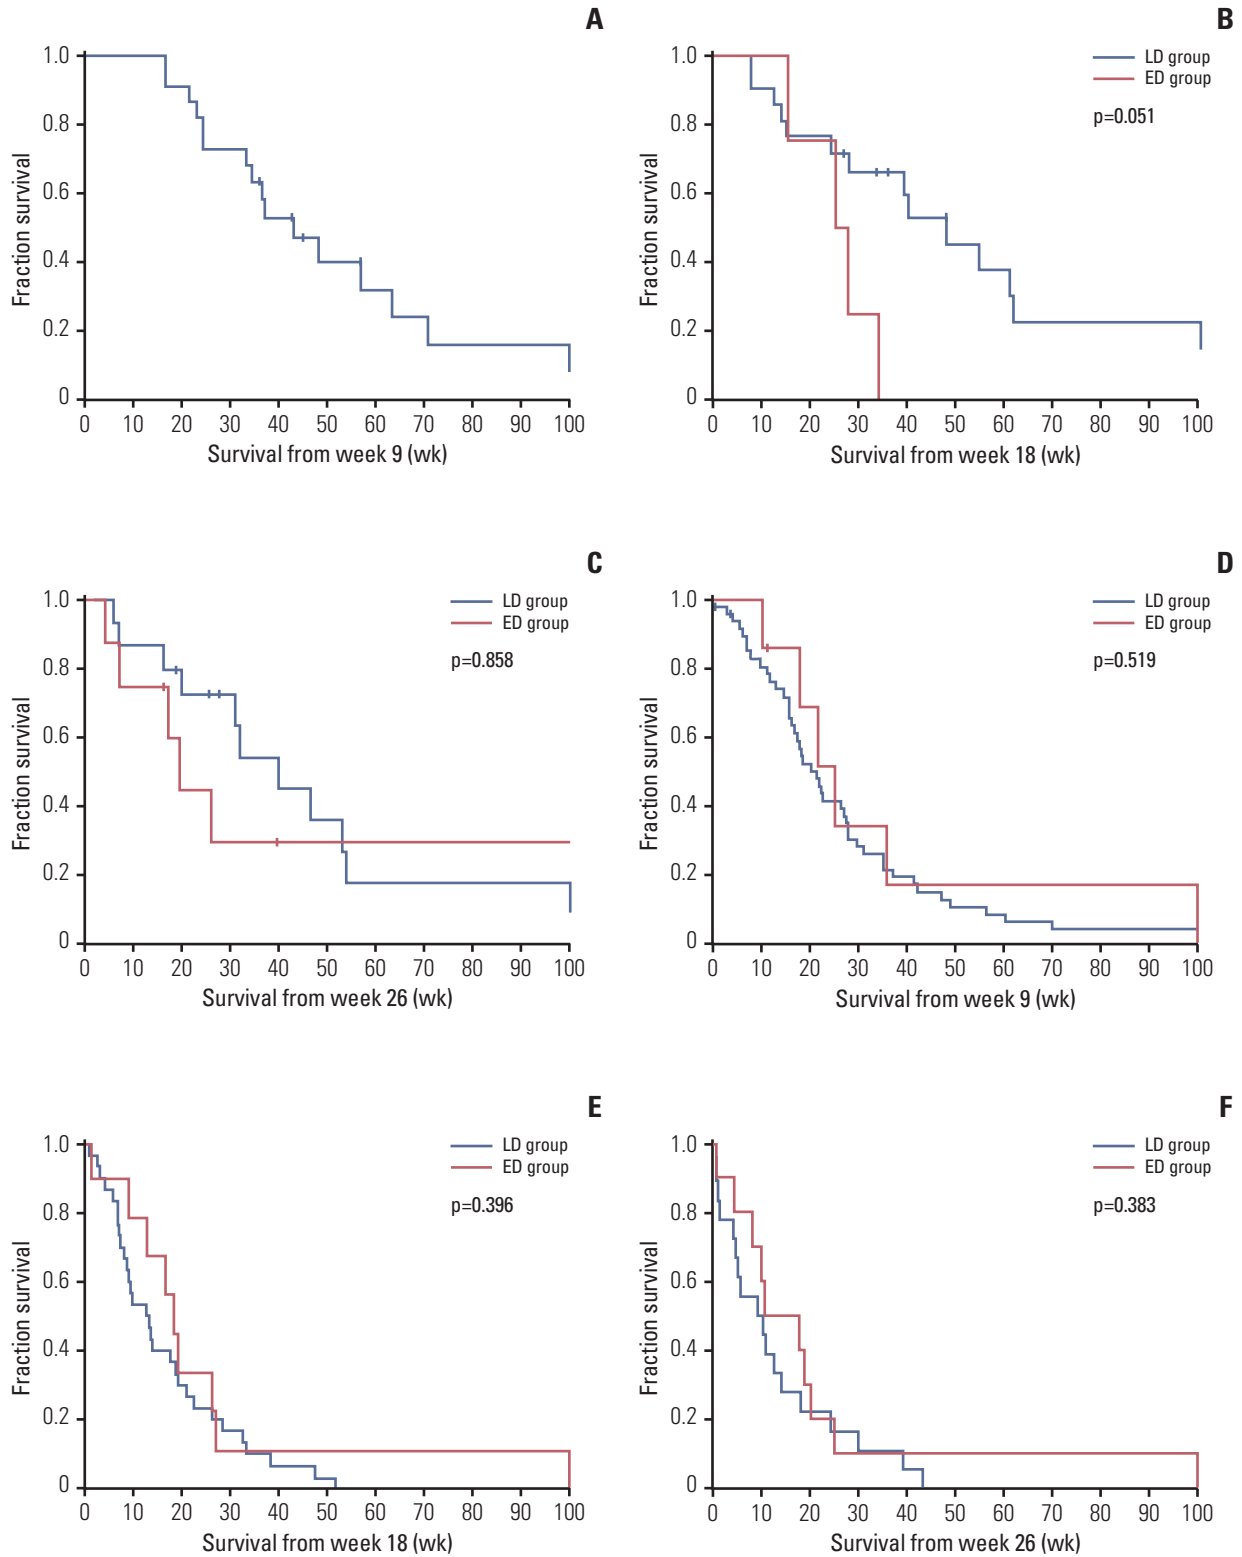 A
1.0
0.8
0.6
0.4
0.2
0
Fraction survival
0 10 20 30 40 50 60 70 80 90 100
Survival from week 9 (wk)
B
1.0
0.8
0.6
0.4
0.2
0
Fraction survival
LD group
ED group
p=0.051
0 10 20 30 40 50 60 70 80 90 100
Survival from week 18 (wk)
C
1.0
0.8
0.6
0.4
0.2
0
Fraction survival
LD group
ED group
p=0.858
0 10 20 30 40 50 60 70 80 90 100
Survival from week 26 (wk)
D
1.0
0.8
0.6
0.4
0.2
0
Fraction survival
LD group
ED group
p=0.519
0 10 20 30 40 50 60 70 80 90 100
Survival from week 9 (wk)
E
1.0
0.8
0.6
0.4
0.2
0
Fraction survival
LD group
ED group
p=0.396
0 10 20 30 40 50 60 70 80 90 100
Survival from week 18 (wk)
F
1.0
0.8
0.6
0.4
0.2
0
Fraction survival
LD group
ED group
p=0.383
0 10 20 30 40 50 60 70 80 90 100
Survival from week 26 (wk)